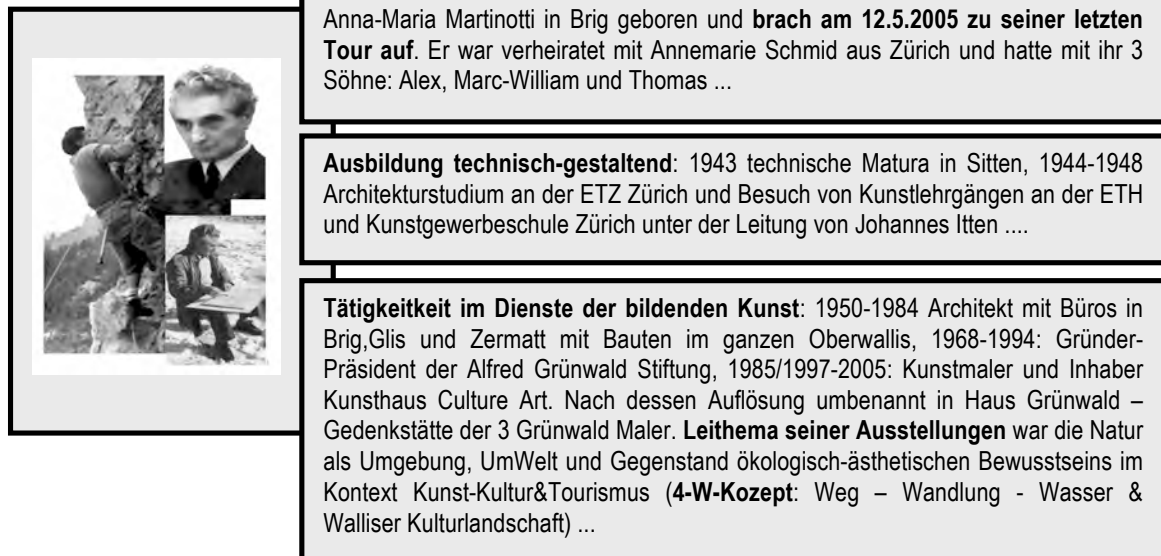 Anna-Maria Martinotti in Brig geboren und brach am 12.5.2005 zu seiner letzten
Tour auf. Er war verheiratet mit Annemarie Schmid aus Zürich und hatte mit ihr 3
Söhne: Alex, Marc-William und Thomas ...
Ausbildung technisch-gestaltend: 1943 technische Matura in Sitten, 1944-1948
Architekturstudium an der ETZ Zürich und Besuch von Kunstlehrgängen an der ETH
und Kunstgewerbeschule Zürich unter der Leitung von Johannes Itten ....
Tätigkeitkeit im Dienste der bildenden Kunst: 1950-1984 Architekt mit Büros in
Brig,Glis und Zermatt mit Bauten im ganzen Oberwallis, 1968-1994: Gründer-
Präsident der Alfred Grünwald Stiftung, 1985/1997-2005: Kunstmaler und Inhaber
Kunsthaus Culture Art. Nach dessen Auflösung umbenannt in Haus Grünwald –
Gedenkstätte der 3 Grünwald Maler. Leithema seiner Ausstellungen war die Natur
als Umgebung, UmWelt und Gegenstand ökologisch-ästhetischen Bewusstseins im
Kontext Kunst-Kultur&Tourismus (4-W-Kozept: Weg – Wandlung - Wasser &
Walliser Kulturlandschaft) ...